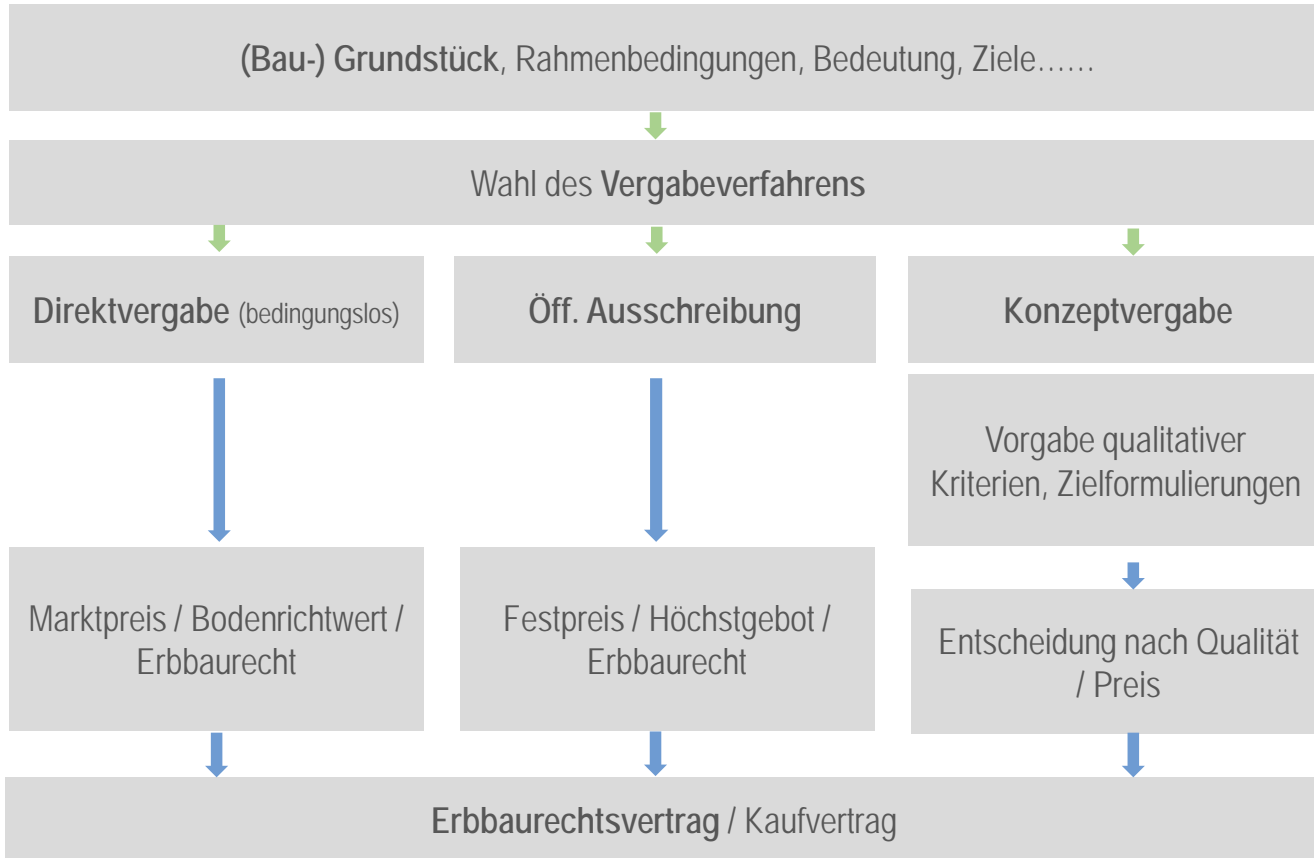 (Bau-) Grundstück, Rahmenbedingungen, Bedeutung, Ziele……
Wahl des Vergabeverfahrens
Direktvergabe (bedingungslos)
Öff. Ausschreibung
Konzeptvergabe
Vorgabe qualitativer
Kriterien, Zielformulierungen
Marktpreis / Bodenrichtwert /
Erbbaurecht
Festpreis / Höchstgebot /
Erbbaurecht
Entscheidung nach Qualität
/ Preis
Erbbaurechtsvertrag / Kaufvertrag